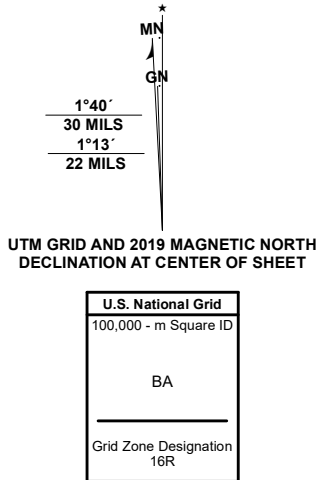 MN
GN
1°40´
30 MILS
1°13´
22 MILS
UTM GRID AND 2019 MAGNETIC NORTH
DECLINATION AT CENTER OF SHEET
U.S. National Grid
100,000 - m Square ID
BA
Grid Zone Designation
16R